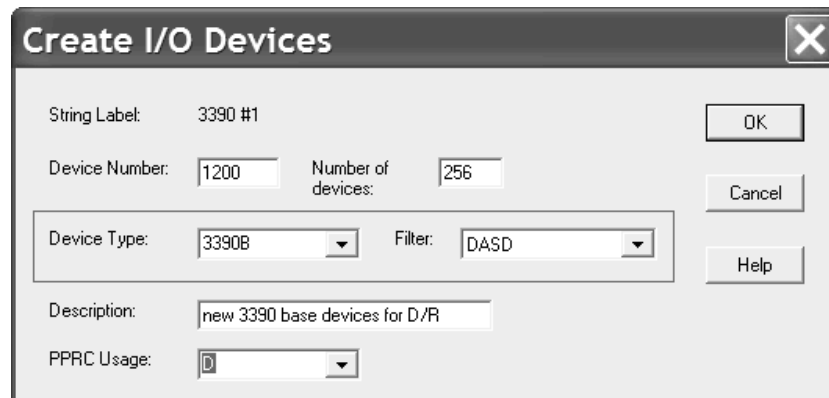 Create I/O Devices
String Label: 3390 #1
OK
Device Number: 1200 Number of devices: 256
Cancel
Device Type: 3390B Filter: DASD
Help
Description: new 3390 base devices for D/R
PPRC Usage: D